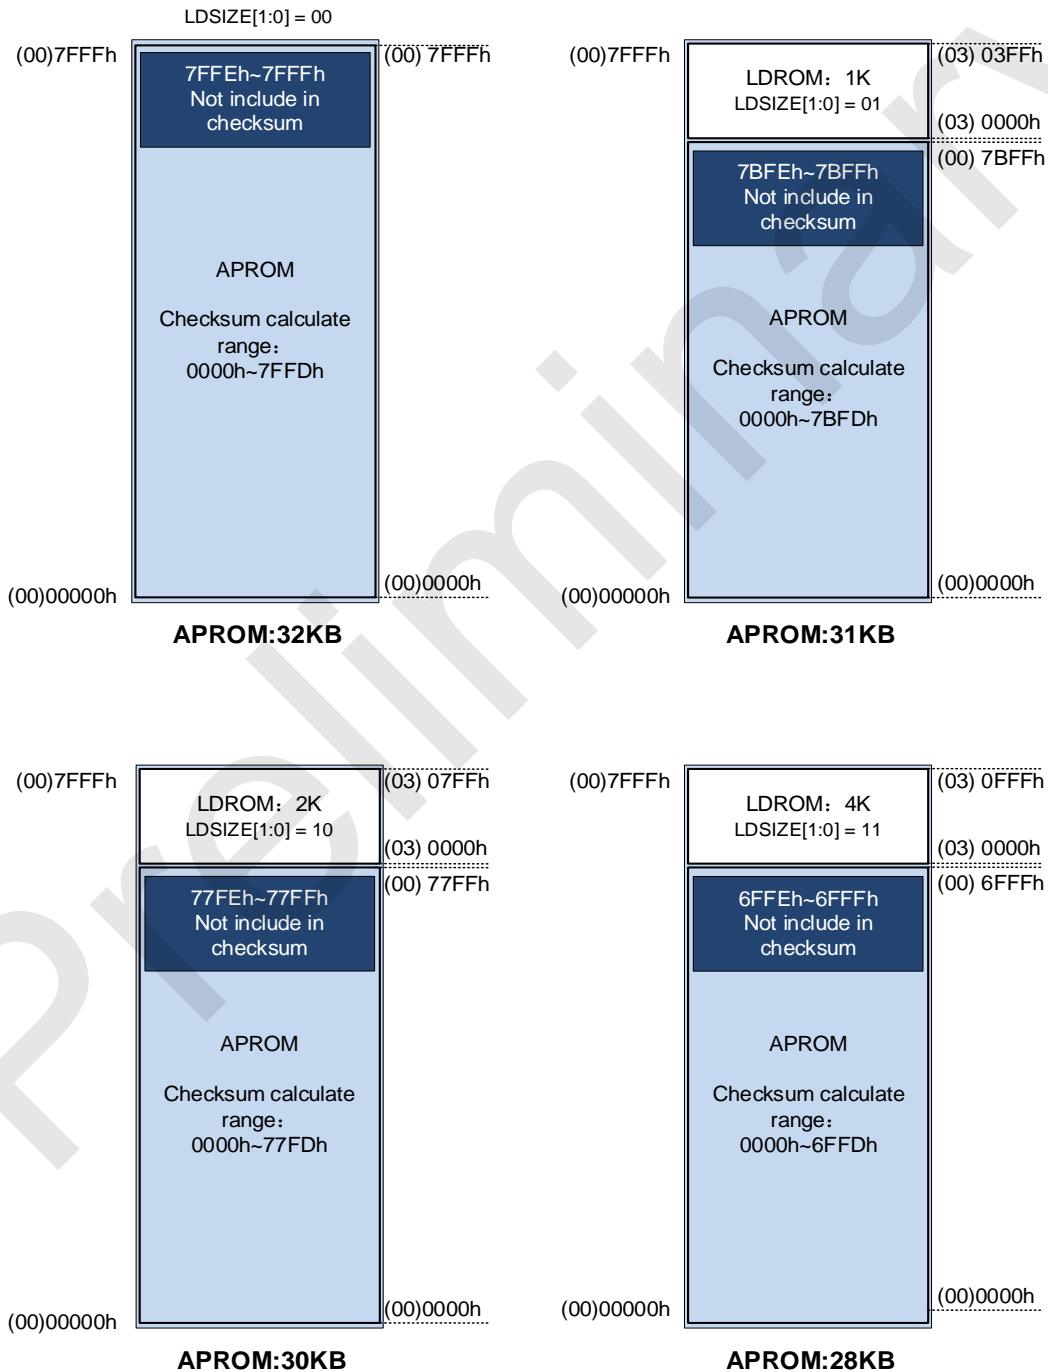 LDSIZE[1:0] = 00
(00)7FFFh
(00) 7FFFh
7FFEh~7FFFh
Not include in
checksum
APROM
Checksum calculate
range：
0000h~7FFDh
(00)00000h
(00)0000h
APROM:32KB
(00)7FFFh
(03) 03FFh
LDROM：1K
LDSIZE[1:0] = 01
(03) 0000h
(00) 7BFFh
7BFEh~7BFFh
Not include in
checksum
APROM
Checksum calculate
range：
0000h~7BFDh
(00)00000h
(00)0000h
APROM:31KB
(00)7FFFh
(03) 07FFh
LDROM：2K
LDSIZE[1:0] = 10
(03) 0000h
(00) 77FFh
77FEh~77FFh
Not include in
checksum
APROM
Checksum calculate
range：
0000h~77FDh
(00)00000h
(00)0000h
APROM:30KB
(00)7FFFh
(03) 0FFFh
LDROM：4K
LDSIZE[1:0] = 11
(03) 0000h
(00) 6FFFh
6FFEh~6FFFh
Not include in
checksum
APROM
Checksum calculate
range：
0000h~6FFDh
(00)00000h
(00)0000h
APROM:28KB
Preliminary